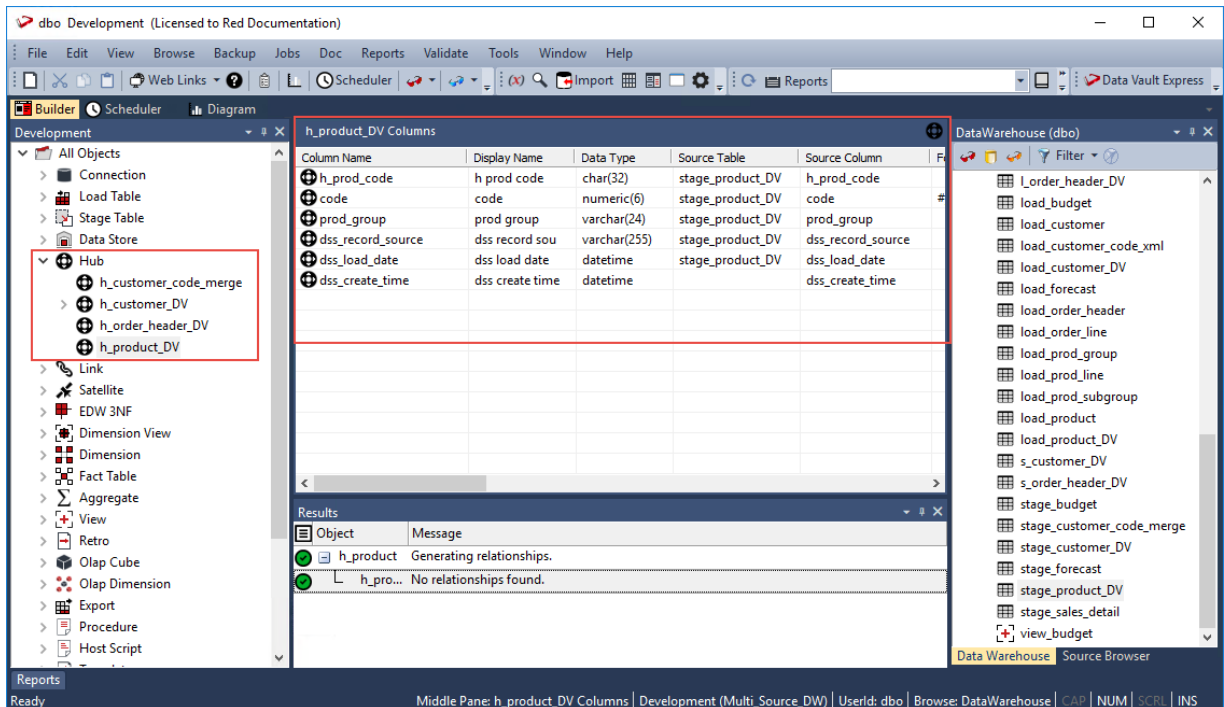 dbo Development (Licensed to Red Documentation)
File Edit View Browse Backup Jobs Doc Reports Validate Tools Window Help
Web Links Scheduler (x) Import Reports Data Vault Express
Builder Scheduler Diagram
Development
All Objects
Connection
Load Table
Stage Table
Data Store
Hub
h_customer_code_merge
h_customer_DV
h_order_header_DV
h_product_DV
Link
Satellite
EDW 3NF
Dimension View
Dimension
Fact Table
Aggregate
View
Retro
Olap Cube
Olap Dimension
Export
Procedure
Host Script
h_product_DV Columns
Column Name Display Name Data Type Source Table Source Column
h_prod_code h prod code char(32) stage_product_DV h_prod_code
code code numeric(6) stage_product_DV code #
prod_group prod group varchar(24) stage_product_DV prod_group
dss_record_source dss record sou varchar(255) stage_product_DV dss_record_source
dss_load_date dss load date datetime stage_product_DV dss_load_date
dss_create_time dss create time datetime dss_create_time
Results
Object Message
h_product Generating relationships.
h_pro... No relationships found.
DataWarehouse (dbo)
Filter
l_order_header_DV
load_budget
load_customer
load_customer_code_xml
load_customer_DV
load_forecast
load_order_header
load_order_line
load_prod_group
load_prod_line
load_prod_subgroup
load_product
load_product_DV
s_customer_DV
s_order_header_DV
stage_budget
stage_customer_code_merge
stage_customer_DV
stage_forecast
stage_product_DV
stage_sales_detail
view_budget
Data Warehouse Source Browser
Reports
Ready Middle Pane: h_product_DV Columns Development (Multi_Source_DW) UserId: dbo Browse: DataWarehouse CAP NUM SCRL INS